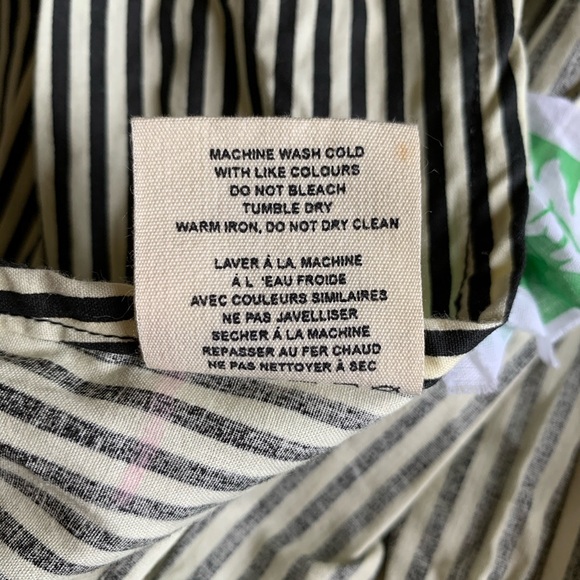 MACHINE WASH COLD
WITH LIKE COLOURS
DO NOT BLEACH
TUMBLE DRY
WARM IRON, DO NOT DRY CLEAN
LAVER Á LA MACHINE
Á L 'EAU FROIDE
AVEC COULEURS SIMILAIRES
NE PAS JAVELLISER
SECHER Á LA MACHINE
REPASSER AU FER CHAUD
NE PAS NETTOYER Á SEC